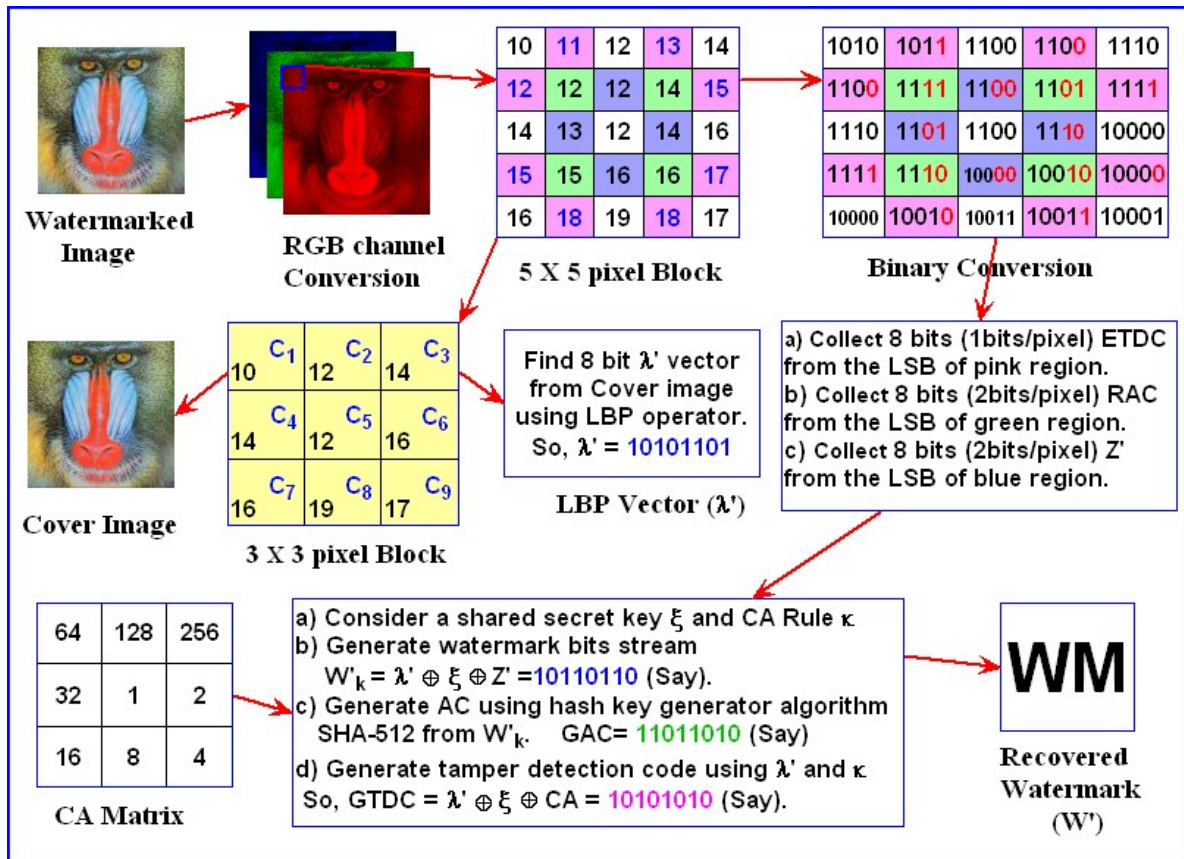 10 11 12 13 14
12 12 12 14 15
14 13 12 14 16
15 15 16 16 17
16 18 19 18 17
1010 1011 1100 1100 1110
1100 1111 1100 1101 1111
1110 1101 1100 1110 10000
1111 1110 10000 10010 10000
10000 10010 10011 10011 10001
Watermarked
Image
RGB channel
Conversion
5 X 5 pixel Block
Binary Conversion
C1 C2 C3
10 12 14
C4 C5 C6
14 12 16
C7 C8 C9
16 19 17
Cover Image
3 X 3 pixel Block
Find 8 bit λ' vector
from Cover image
using LBP operator.
So, λ' = 10101101
LBP Vector (λ')
a) Collect 8 bits (1bits/pixel) ETDC
from the LSB of pink region.
b) Collect 8 bits (2bits/pixel) RAC
from the LSB of green region.
c) Collect 8 bits (2bits/pixel) Z'
from the LSB of blue region.
64 128 256
32 1 2
16 8 4
CA Matrix
a) Consider a shared secret key ξ and CA Rule κ
b) Generate watermark bits stream
W'k = λ' ⊕ ξ ⊕ Z' =10110110 (Say).
c) Generate AC using hash key generator algorithm
SHA-512 from W'k. GAC= 11011010 (Say)
d) Generate tamper detection code using λ' and κ
So, GTDC = λ' ⊕ ξ ⊕ CA = 10101010 (Say).
WM
Recovered
Watermark
(W')